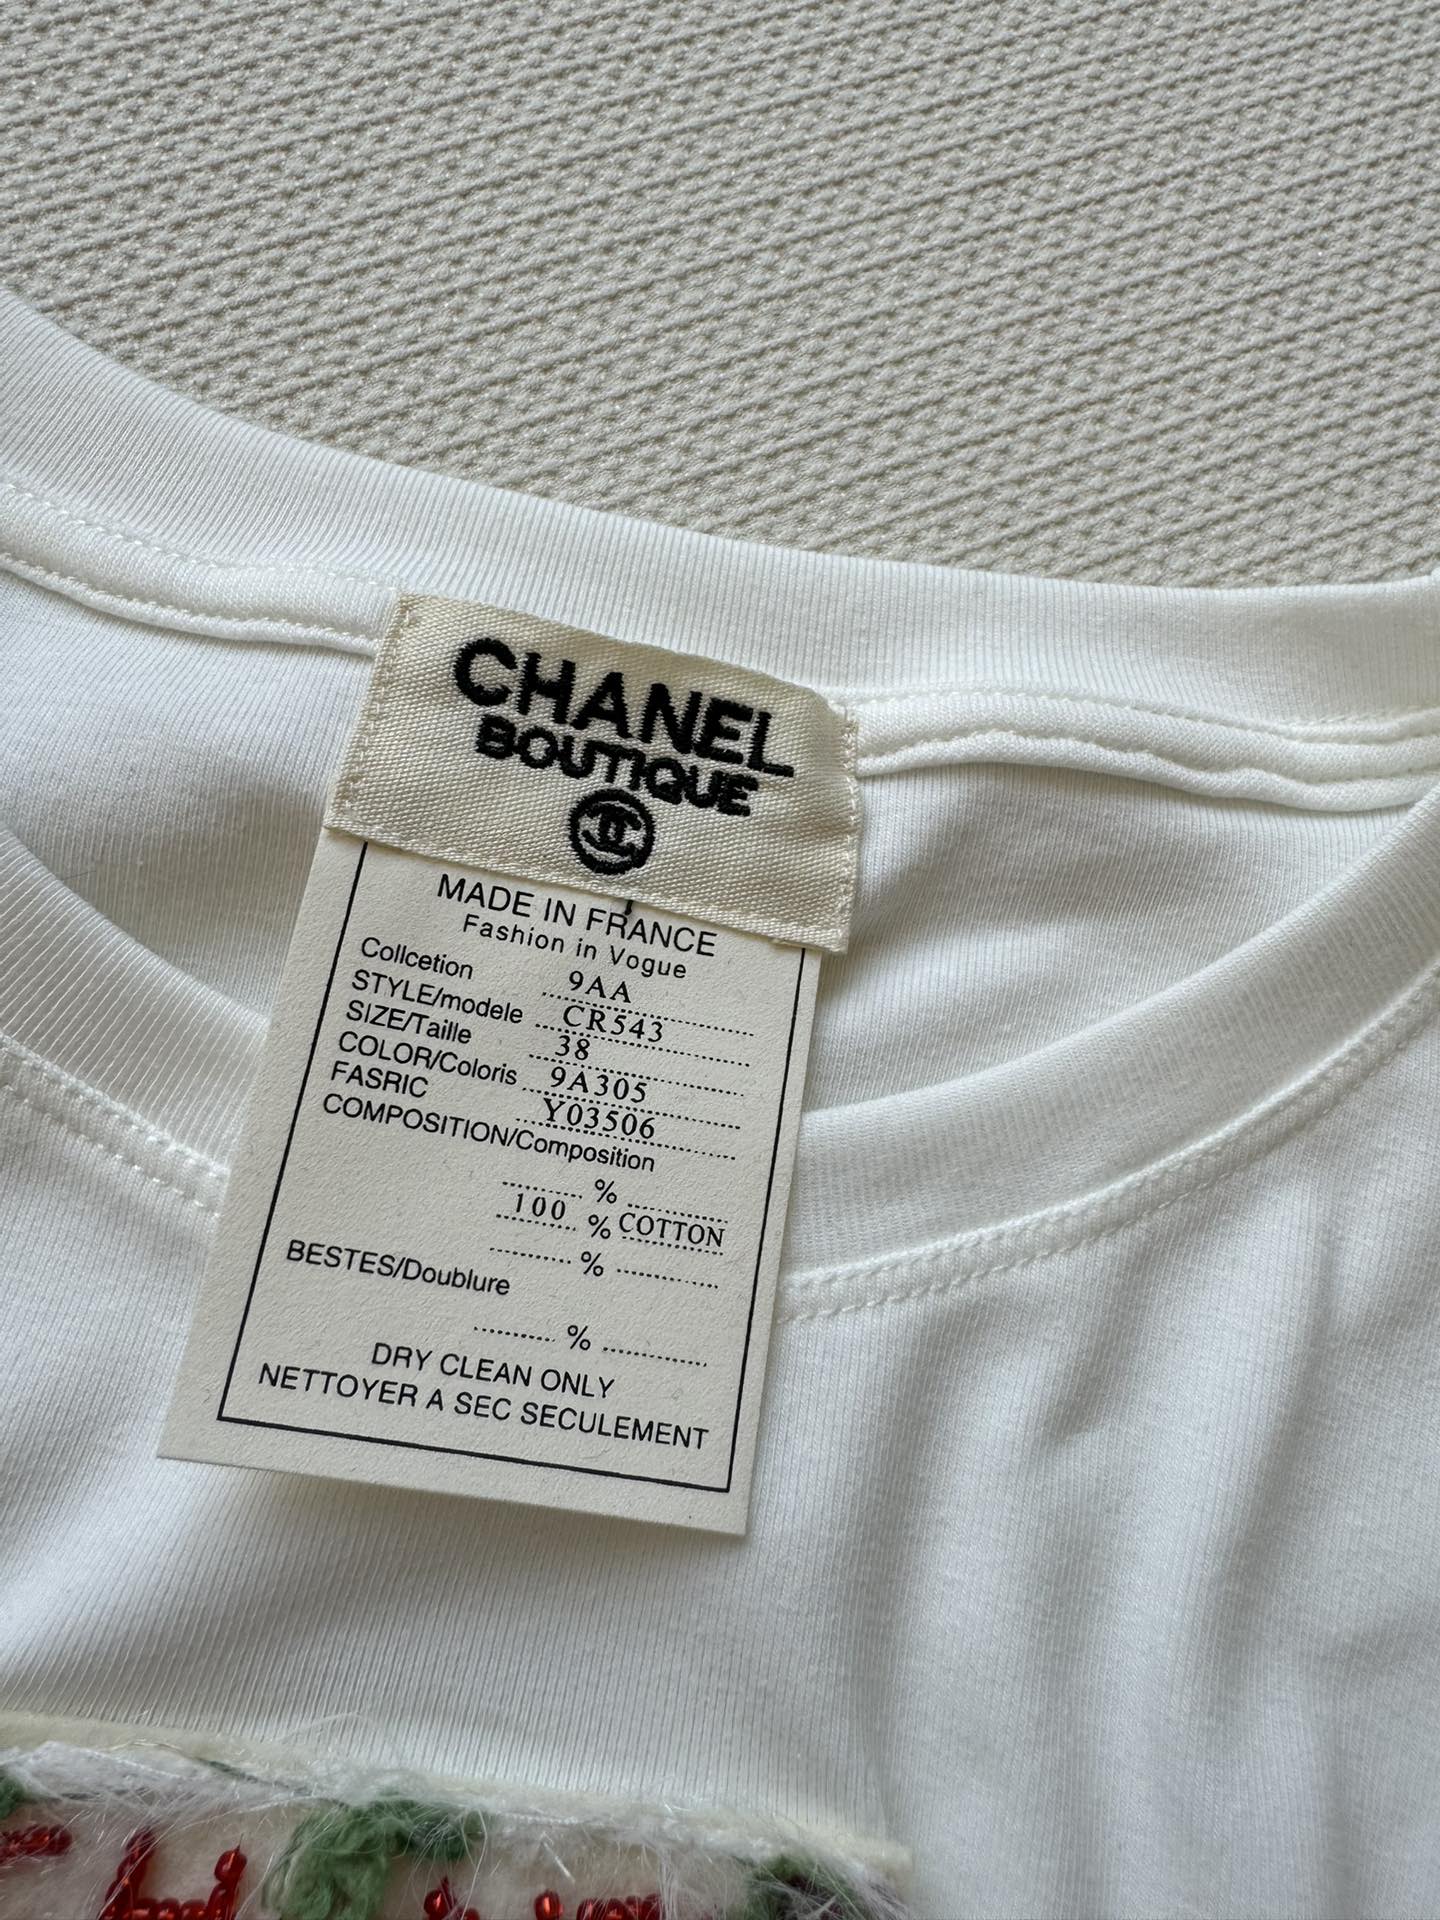 CHANEL
BOUTIQUE
MADE IN FRANCE
Fashion in Vogue
Collcetion 9AA
STYLE/modele CR543
SIZE/Taille 38
COLOR/Coloris 9A305
FASRIC Y03506
COMPOSITION/Composition
%
100 % COTTON
%
BESTES/Doublure
%
DRY CLEAN ONLY
NETTOYER A SEC SECULEMENT